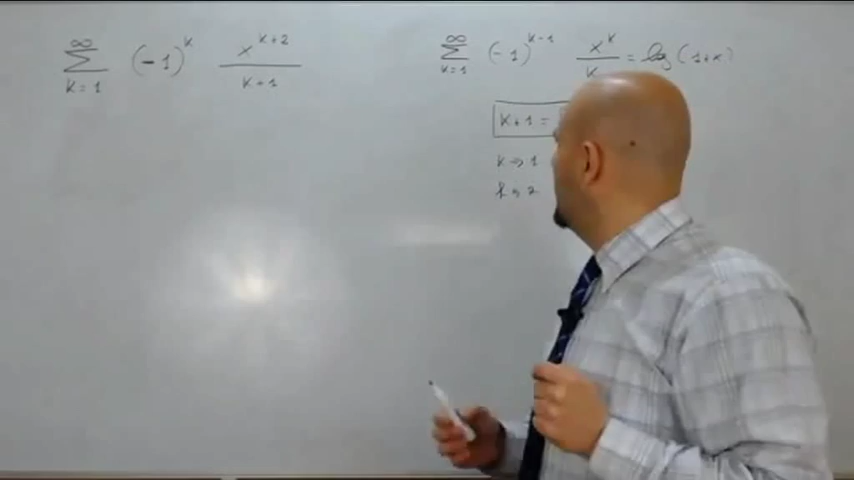 ∞ ∞
∑ (-1)^k x^{k+2}/(k+1)
k=1
∑ (-1)^{k-1} x^k/k = log(1+x)
k=1
k+1 =
k→1
h→2